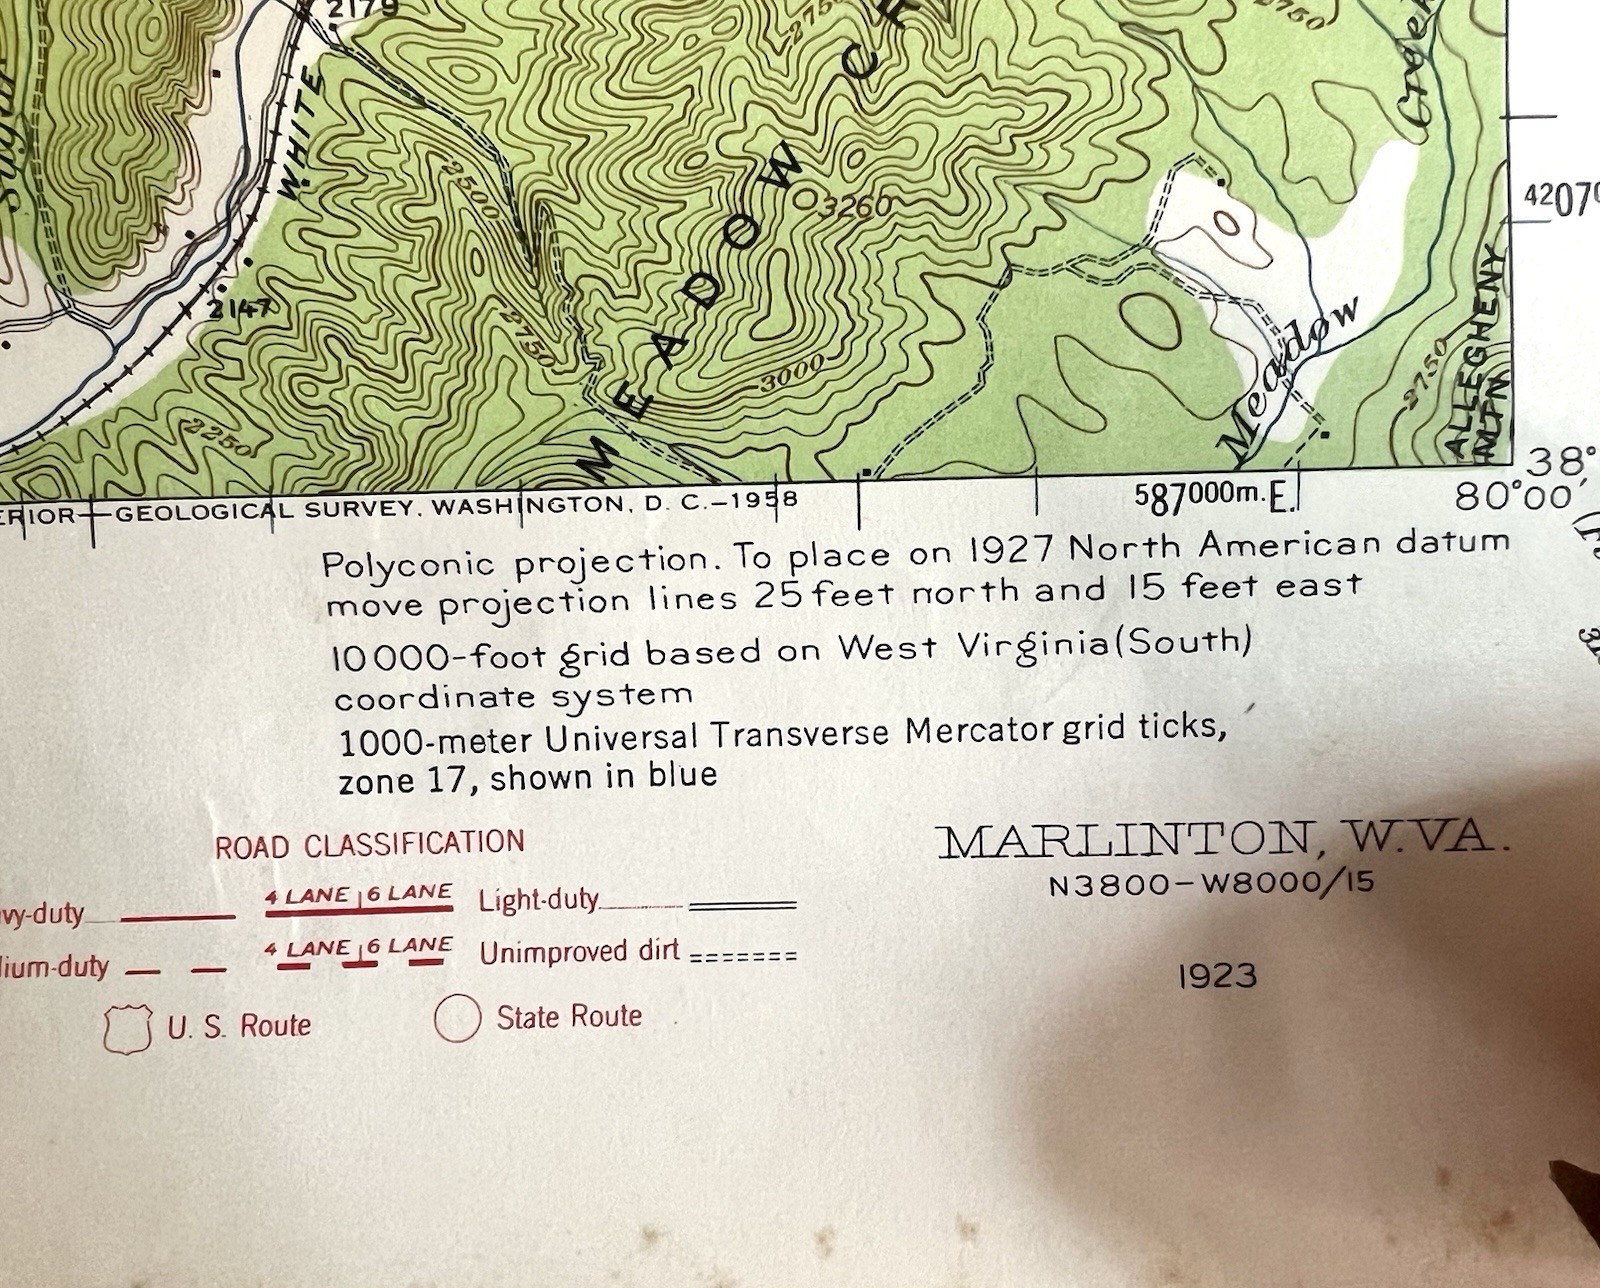 2179
2750
2750
Creek
WHITE
2500
MEADOW
3260
4207
2147
2750
Meadow
3000
2750
ALLEGHENY
MTN
2250
38°
GEOLOGICAL SURVEY. WASHINGTON, D. C.–1958
587000m.E.
80°00′
Polyconic projection. To place on 1927 North American datum
move projection lines 25 feet north and 15 feet east
10 000-foot grid based on West Virginia (South)
coordinate system
1000-meter Universal Transverse Mercator grid ticks,
zone 17, shown in blue
ROAD CLASSIFICATION
4 LANE 6 LANE Light-duty
4 LANE 6 LANE Unimproved dirt
U. S. Route State Route
MARLINTON, W.VA.
N3800–W8000/15
1923